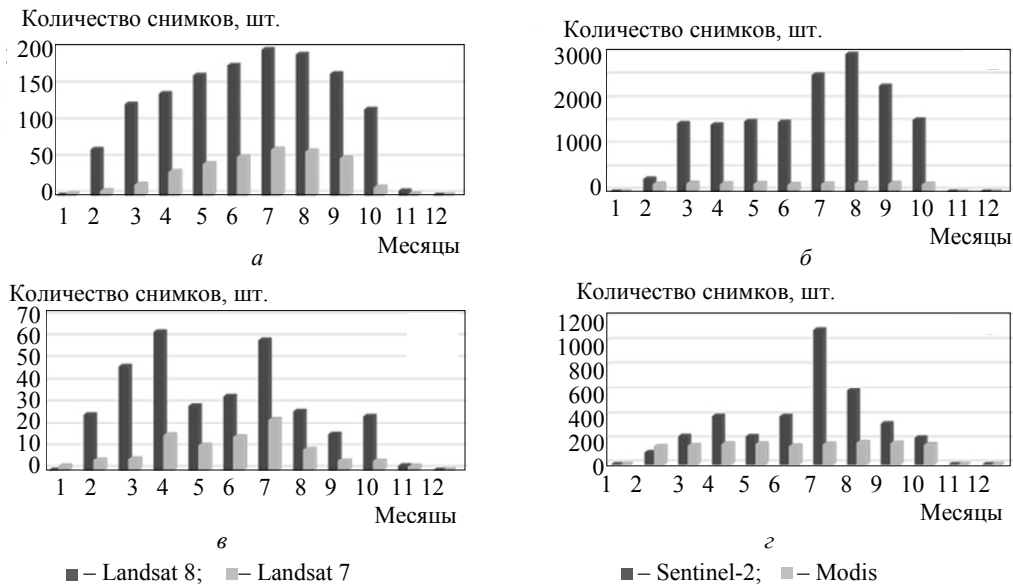 Количество снимков, шт.
200
150
100
50
0
1 2 3 4 5 6 7 8 9 10 11 12
Месяцы
а
Количество снимков, шт.
3000
2000
1000
0
1 2 3 4 5 6 7 8 9 10 11 12
Месяцы
б
Количество снимков, шт.
70
60
50
40
30
20
10
0
1 2 3 4 5 6 7 8 9 10 11 12
Месяцы
в
Количество снимков, шт.
1200
1000
800
600
400
200
0
1 2 3 4 5 6 7 8 9 10 11 12
Месяцы
г
– Landsat 8; – Landsat 7
– Sentinel-2; – Modis